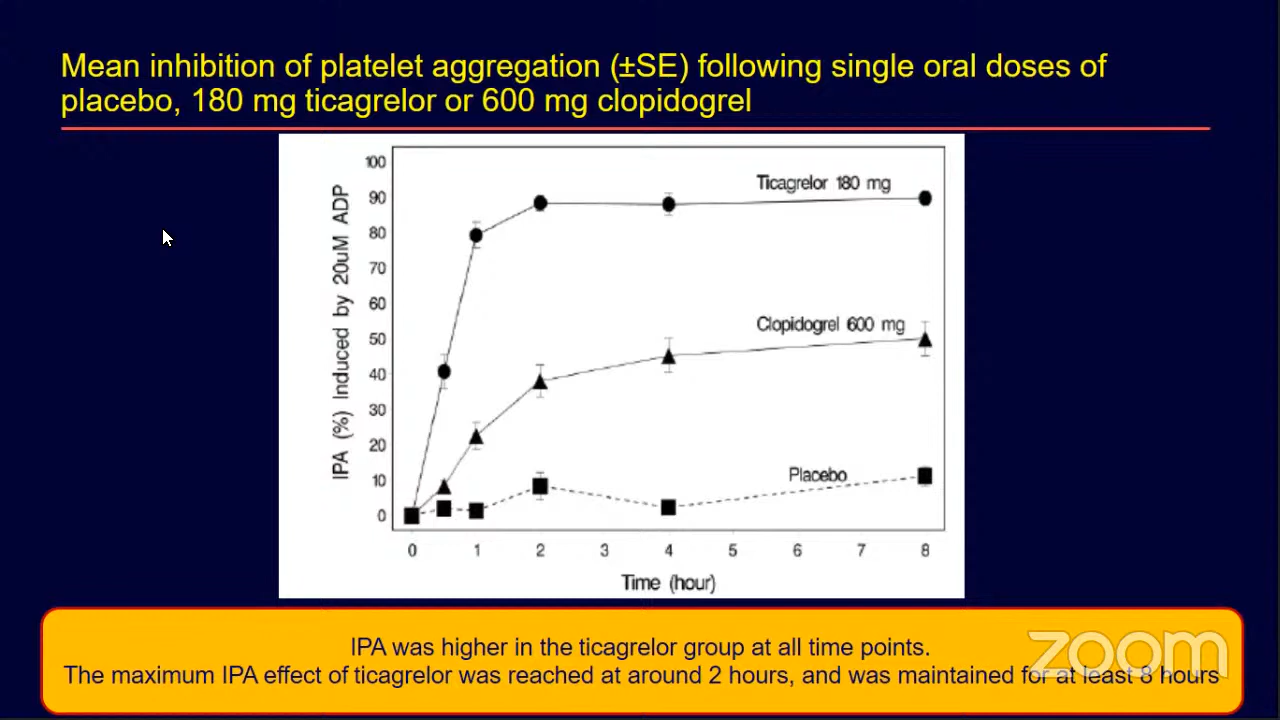 Mean inhibition of platelet aggregation (±SE) following single oral doses of
placebo, 180 mg ticagrelor or 600 mg clopidogrel
IPA (%) Induced by 20uM ADP
100
90
80
70
60
50
40
30
20
10
0
Ticagrelor 180 mg
Clopidogrel 600 mg
Placebo
0 1 2 3 4 5 6 7 8
Time (hour)
IPA was higher in the ticagrelor group at all time points.
The maximum IPA effect of ticagrelor was reached at around 2 hours, and was maintained for at least 8 hours
zoom